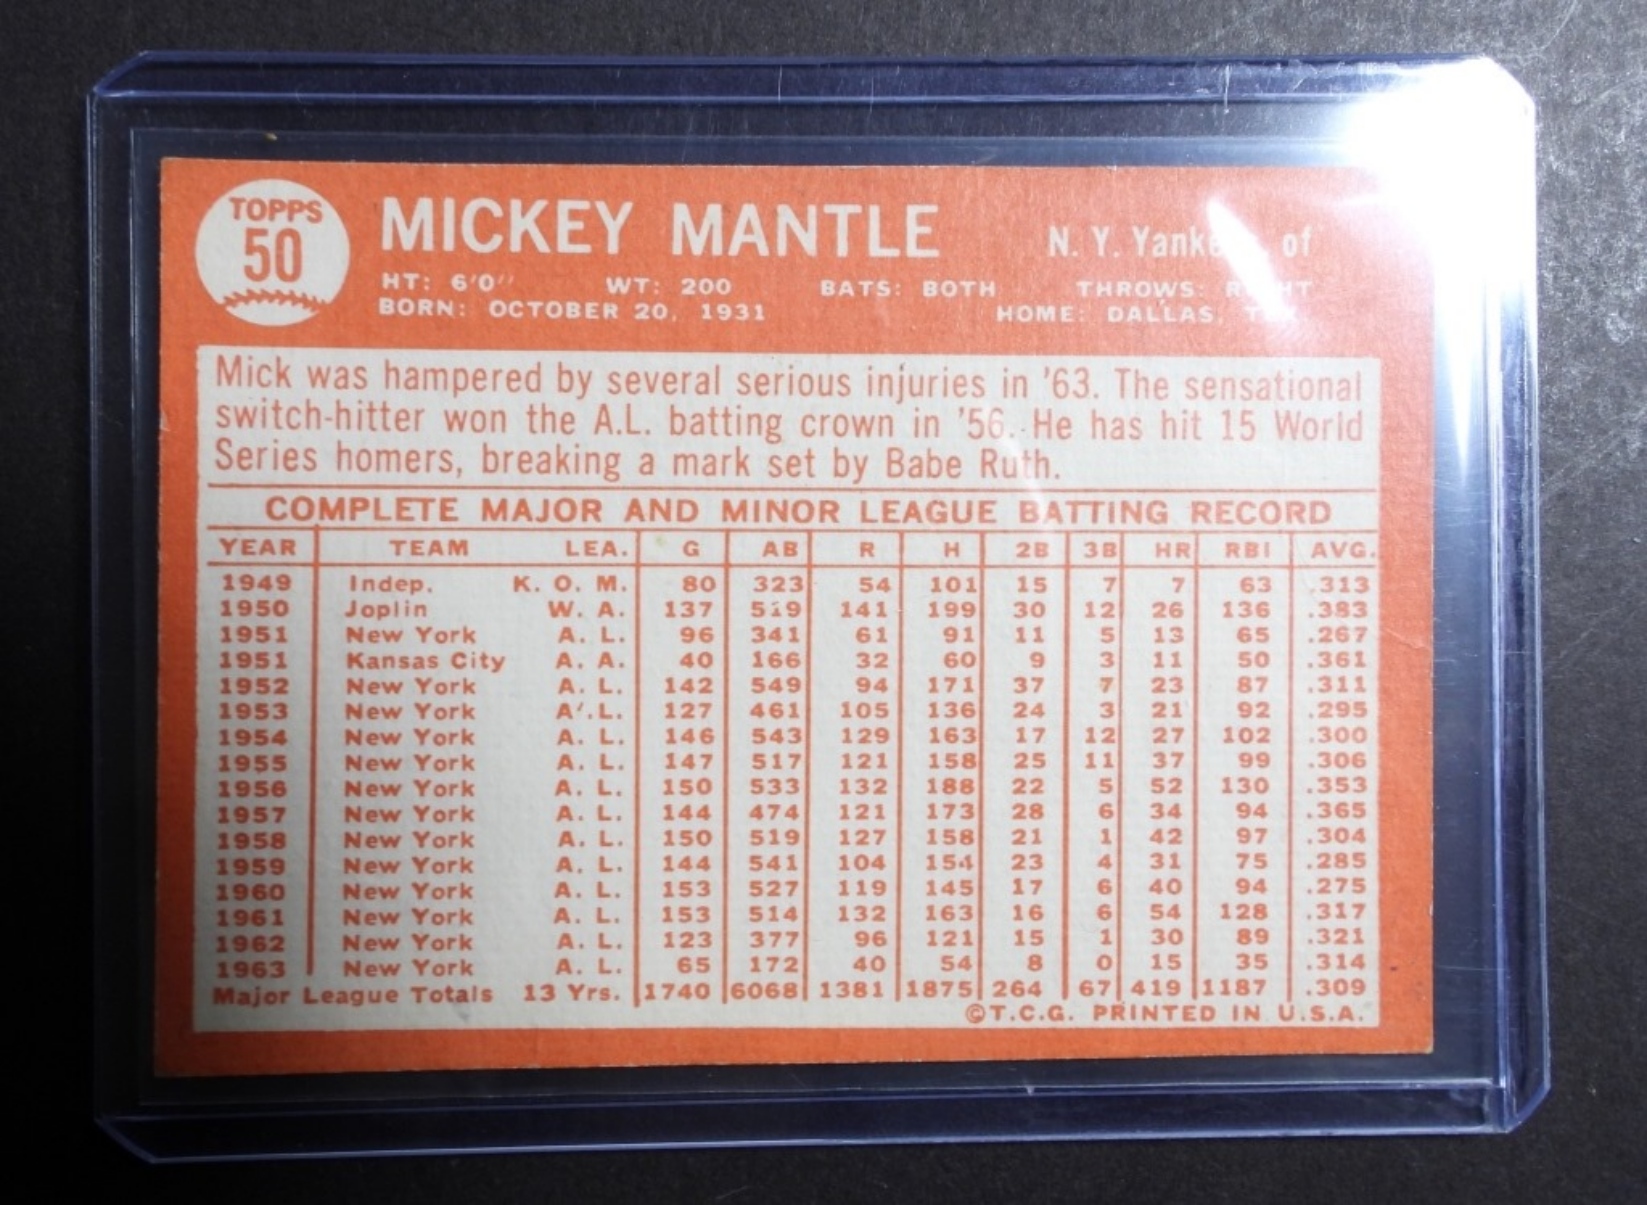 TOPPS
50
MICKEY MANTLE N. Y. Yankees of
HT: 6'0" WT: 200 BATS: BOTH THROWS: RIGHT
BORN: OCTOBER 20, 1931 HOME: DALLAS, TEX.
Mick was hampered by several serious injuries in '63. The sensational
switch-hitter won the A.L. batting crown in '56. He has hit 15 World
Series homers, breaking a mark set by Babe Ruth.
COMPLETE MAJOR AND MINOR LEAGUE BATTING RECORD
YEAR TEAM LEA. G AB R H 2B 3B HR RBI AVG.
1949 Indep. K. O. M. 80 323 54 101 15 7 7 63 .313
1950 Joplin W. A. 137 519 141 199 30 12 26 136 .383
1951 New York A. L. 96 341 61 91 11 5 13 65 .267
1951 Kansas City A. A. 40 166 32 60 9 3 11 50 .361
1952 New York A. L. 142 549 94 171 37 7 23 87 .311
1953 New York A. L. 127 461 105 136 24 3 21 92 .295
1954 New York A. L. 146 543 129 163 17 12 27 102 .300
1955 New York A. L. 147 517 121 158 25 11 37 99 .306
1956 New York A. L. 150 533 132 188 22 5 52 130 .353
1957 New York A. L. 144 474 121 173 28 6 34 94 .365
1958 New York A. L. 150 519 127 158 21 1 42 97 .304
1959 New York A. L. 144 541 104 154 23 4 31 75 .285
1960 New York A. L. 153 527 119 145 17 6 40 94 .275
1961 New York A. L. 153 514 132 163 16 6 54 128 .317
1962 New York A. L. 123 377 96 121 15 1 30 89 .321
1963 New York A. L. 65 172 40 54 8 0 15 35 .314
Major League Totals 13 Yrs. 1740 6068 1381 1875 264 67 419 1187 .309
©T.C.G. PRINTED IN U.S.A.